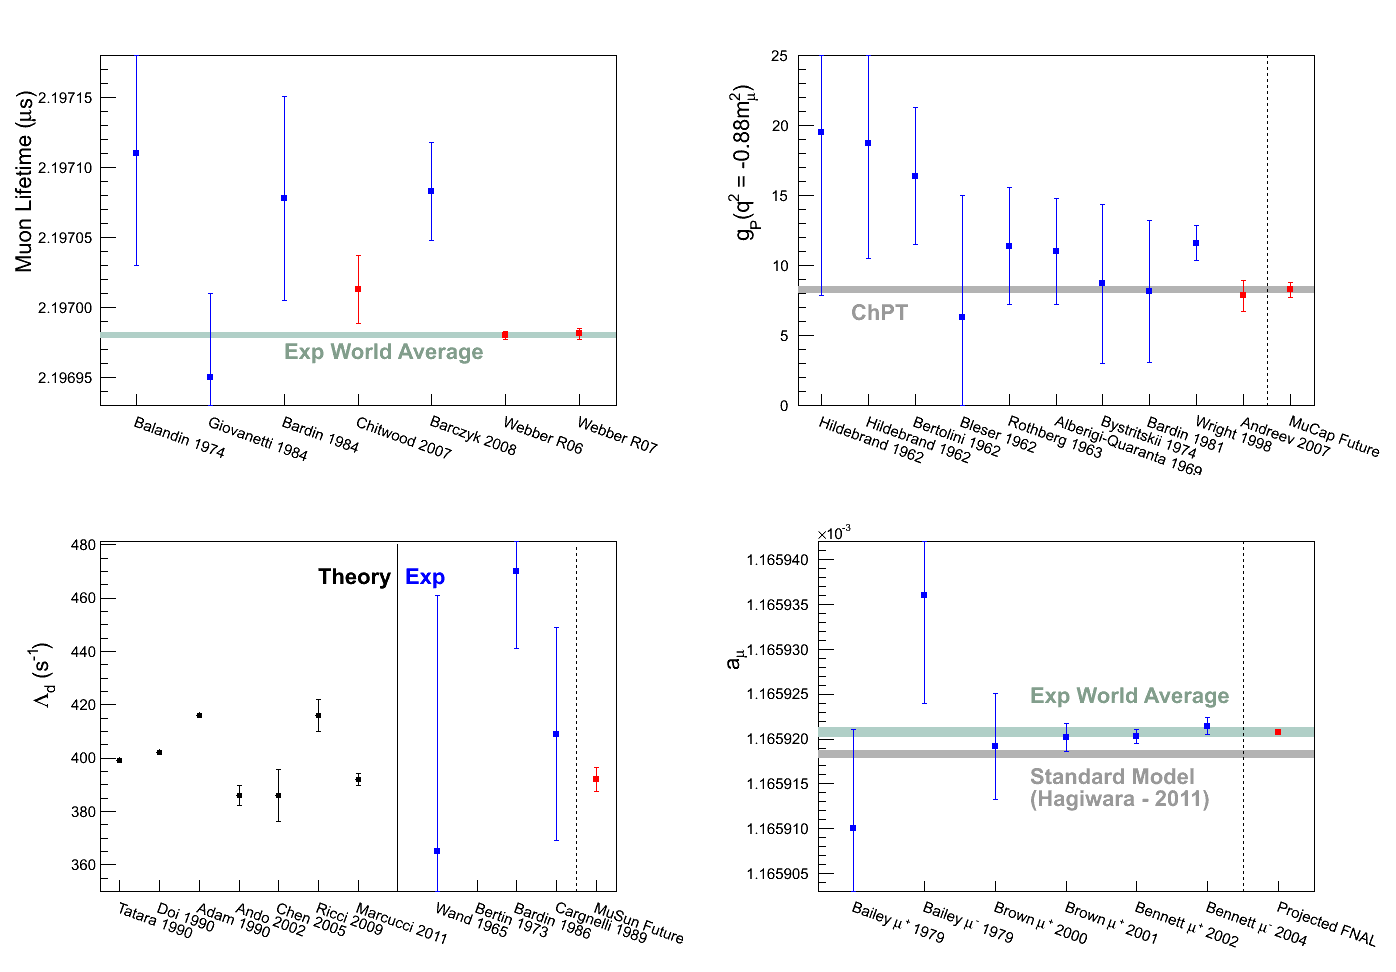 Muon Lifetime (μs)
2.19715
2.19710
2.19705
2.19700
2.19695
Exp World Average
Balandin 1974
Giovanetti 1984
Bardin 1984
Chitwood 2007
Barczyk 2008
Webber R06
Webber R07
g_P(q² = -0.88m²_μ)
25
20
15
10
5
0
ChPT
Hildebrand 1962
Hildebrand 1962
Bertolini 1962
Bleser 1962
Rothberg 1963
Alberigi-Quaranta 1969
Bystritskii 1974
Bardin 1981
Wright 1998
Andreev 2007
MuCap Future
Λ_d (s⁻¹)
480
460
440
420
400
380
360
Theory Exp
Tatara 1990
Doi 1990
Adam 1990
Ando 2002
Chen 2005
Ricci 2009
Marcucci 2011
Wand 1965
Bertin 1973
Bardin 1986
Cargnelli 1989
MuSun Future
a_μ
×10⁻³
1.165940
1.165935
1.165930
1.165925
1.165920
1.165915
1.165910
1.165905
Exp World Average
Standard Model
(Hagiwara - 2011)
Bailey μ⁺ 1979
Bailey μ⁻ 1979
Brown μ⁺ 2000
Brown μ⁺ 2001
Bennett μ⁺ 2002
Bennett μ⁻ 2004
Projected FNAL